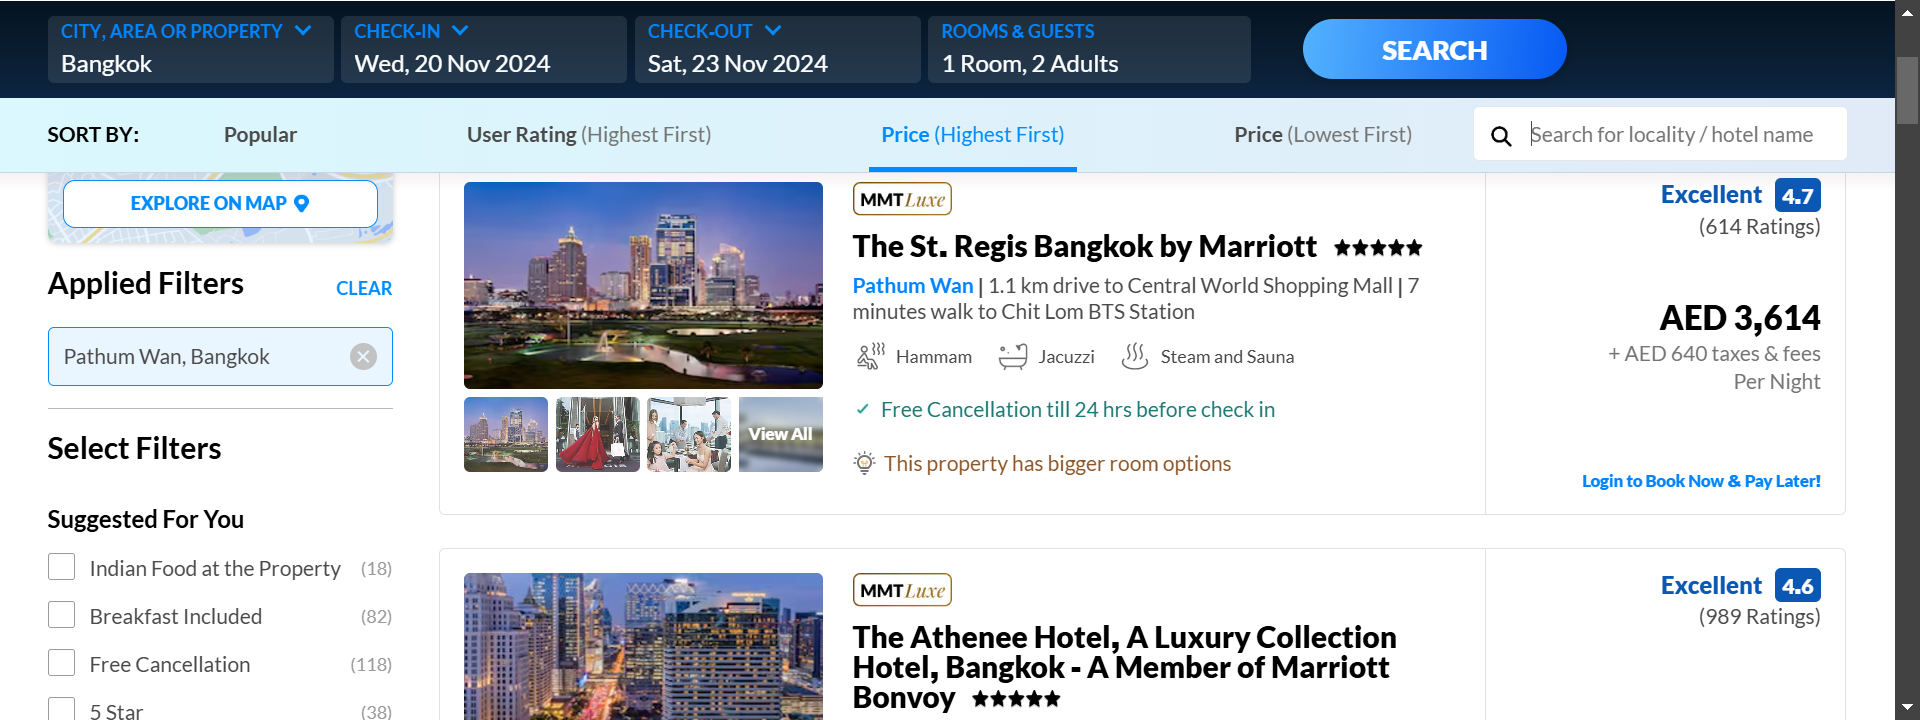 CITY, AREA OR PROPERTY
Bangkok
CHECK-IN
Wed, 20 Nov 2024
CHECK-OUT
Sat, 23 Nov 2024
ROOMS & GUESTS
1 Room, 2 Adults
SEARCH
SORT BY:
Popular
User Rating (Highest First)
Price (Highest First)
Price (Lowest First)
Search for locality / hotel name
EXPLORE ON MAP
Applied Filters
CLEAR
Pathum Wan, Bangkok
Select Filters
Suggested For You
Indian Food at the Property (18)
Breakfast Included (82)
Free Cancellation (118)
5 Star (38)
MMT Luxe
The St. Regis Bangkok by Marriott
Pathum Wan | 1.1 km drive to Central World Shopping Mall | 7
minutes walk to Chit Lom BTS Station
Hammam
Jacuzzi
Steam and Sauna
Free Cancellation till 24 hrs before check in
This property has bigger room options
View All
Excellent 4.7
(614 Ratings)
AED 3,614
+ AED 640 taxes & fees
Per Night
Login to Book Now & Pay Later!
MMT Luxe
The Athenee Hotel, A Luxury Collection
Hotel, Bangkok - A Member of Marriott
Bonvoy
Excellent 4.6
(989 Ratings)